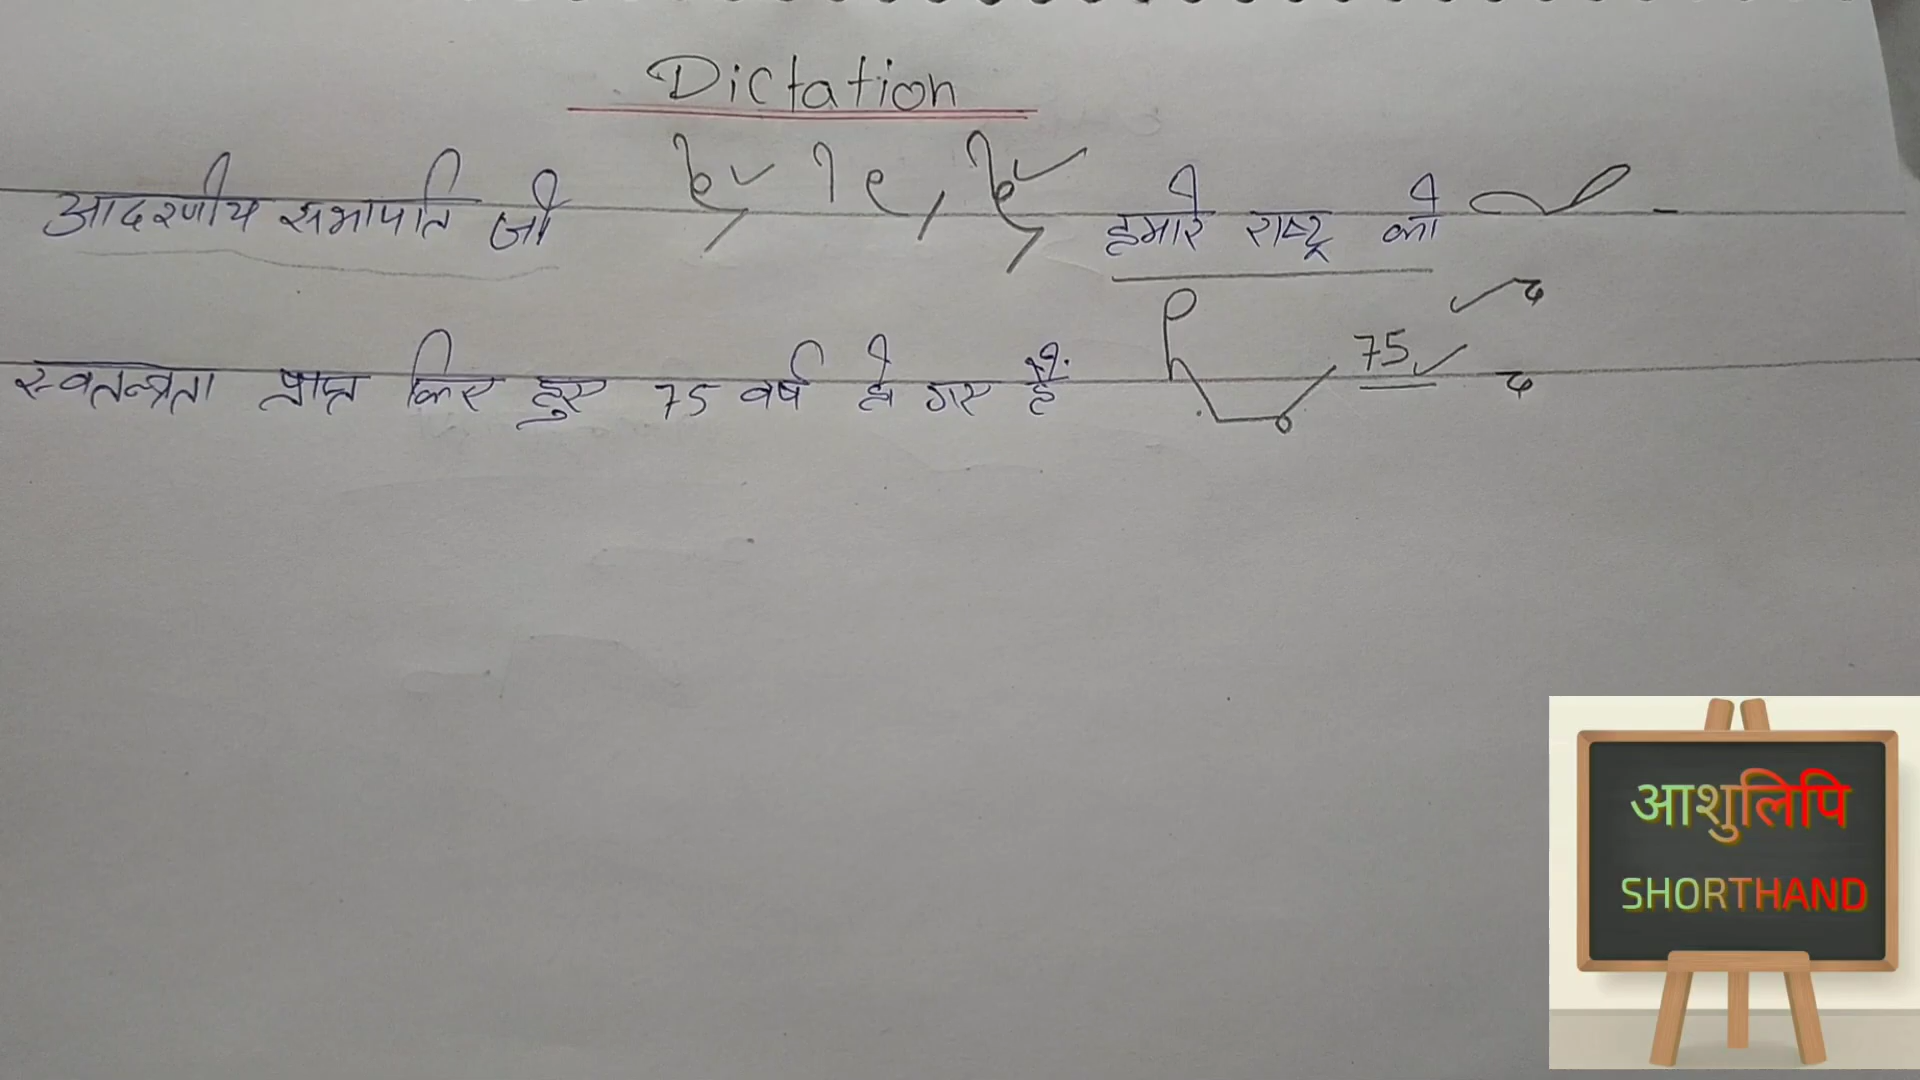 Dictation
आदरणीय सभापति जी हमारे राष्ट्र को
स्वतन्त्रता प्राप्त किए हुए 75 वर्ष हो गए हैं 75
आशुलिपि
SHORTHAND